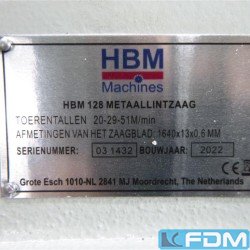 HBM
Machines
HBM 128 METAALLINTZAAG
TOERENTALLEN 20-29-51M/min
AFMETINGEN VAN HET ZAAGBLAD: 1640x13x0,6 MM
SERIENUMMER: 03 1432 BOUWJAAR: 2022
CE
Grote Esch 1010-NL 2841 MJ Moordrecht, The Netherlands
FDM